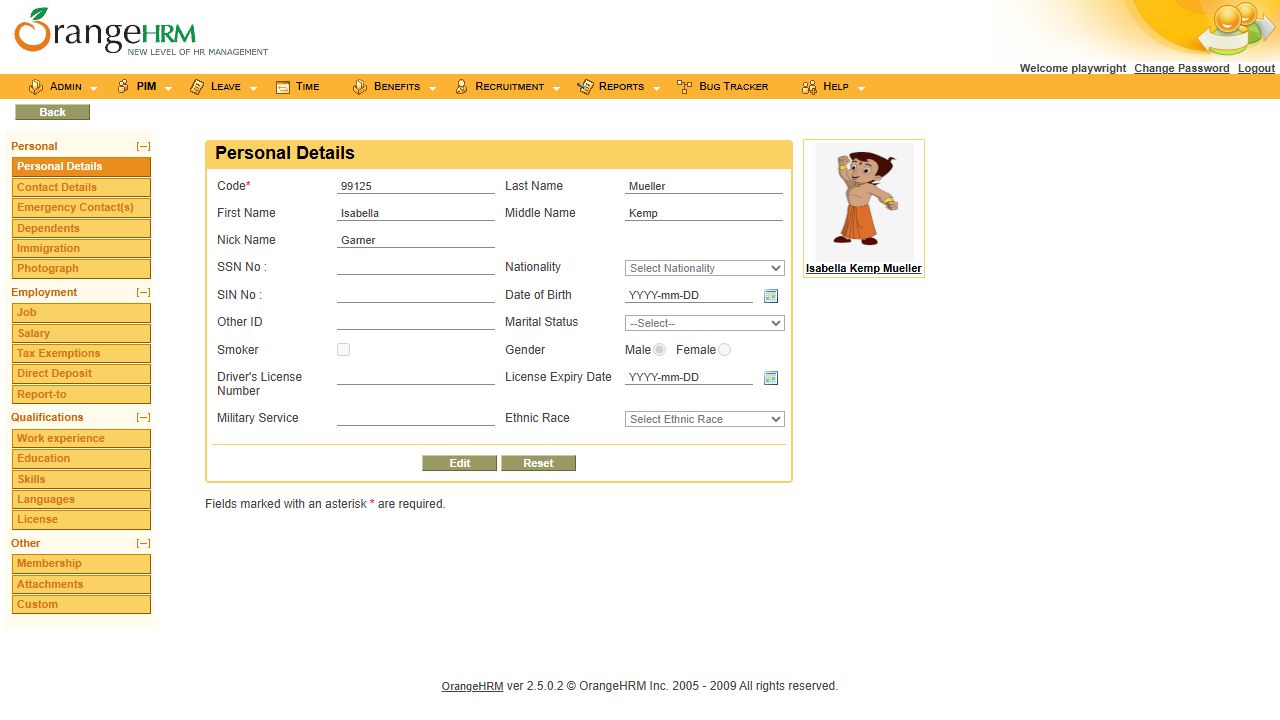 OrangeHRM
NEW LEVEL OF HR MANAGEMENT
Welcome playwright Change Password Logout
ADMIN PIM LEAVE TIME BENEFITS RECRUITMENT REPORTS BUG TRACKER HELP
Back
Personal [–]
Personal Details
Contact Details
Emergency Contact(s)
Dependents
Immigration
Photograph
Employment [–]
Job
Salary
Tax Exemptions
Direct Deposit
Report-to
Qualifications [–]
Work experience
Education
Skills
Languages
License
Other [–]
Membership
Attachments
Custom
Personal Details
Code* 99125 Last Name Mueller
First Name Isabella Middle Name Kemp
Nick Name Garner
SSN No : Nationality Select Nationality
SIN No : Date of Birth YYYY-mm-DD
Other ID Marital Status --Select--
Smoker Gender Male Female
Driver's License Number License Expiry Date YYYY-mm-DD
Military Service Ethnic Race Select Ethnic Race
Edit Reset
Fields marked with an asterisk * are required.
Isabella Kemp Mueller
OrangeHRM ver 2.5.0.2 © OrangeHRM Inc. 2005 - 2009 All rights reserved.